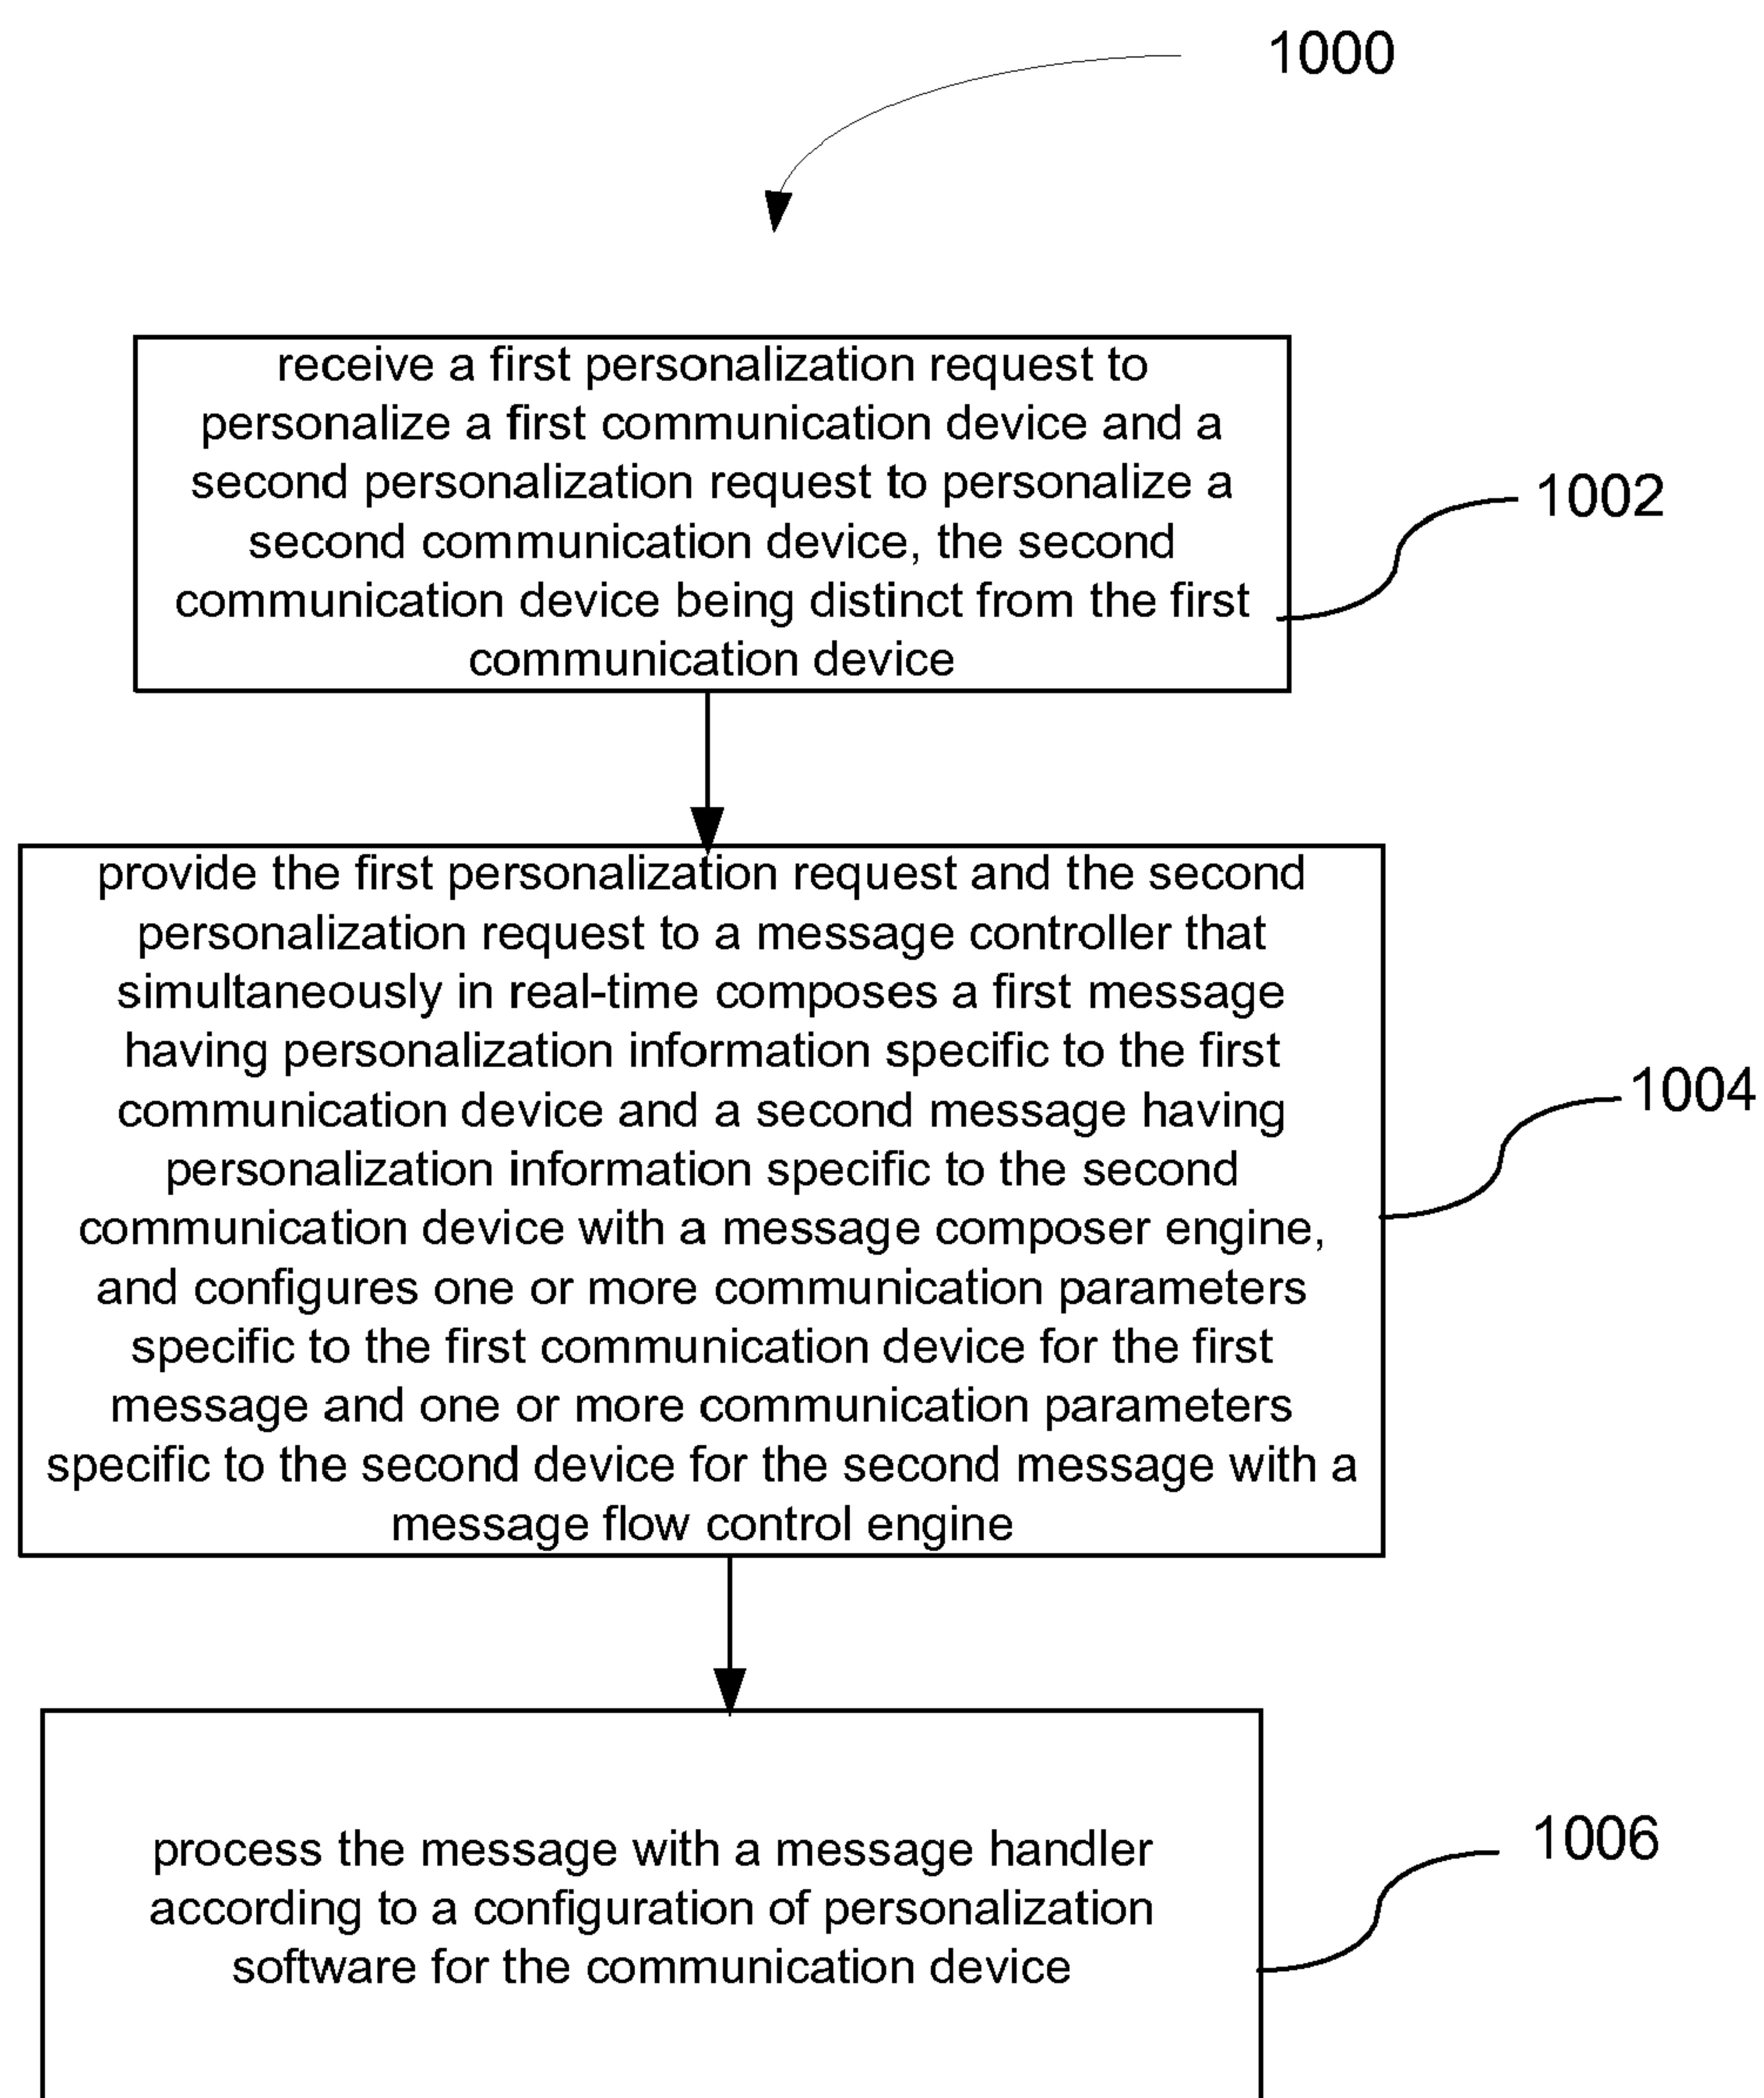 1000
receive a first personalization request to
personalize a first communication device and a
second personalization request to personalize a
second communication device, the second
communication device being distinct from the first
communication device
1002
provide the first personalization request and the second
personalization request to a message controller that
simultaneously in real-time composes a first message
having personalization information specific to the first
communication device and a second message having
personalization information specific to the second
communication device with a message composer engine,
and configures one or more communication parameters
specific to the first communication device for the first
message and one or more communication parameters
specific to the second device for the second message with a
message flow control engine
1004
process the message with a message handler
according to a configuration of personalization
software for the communication device
1006